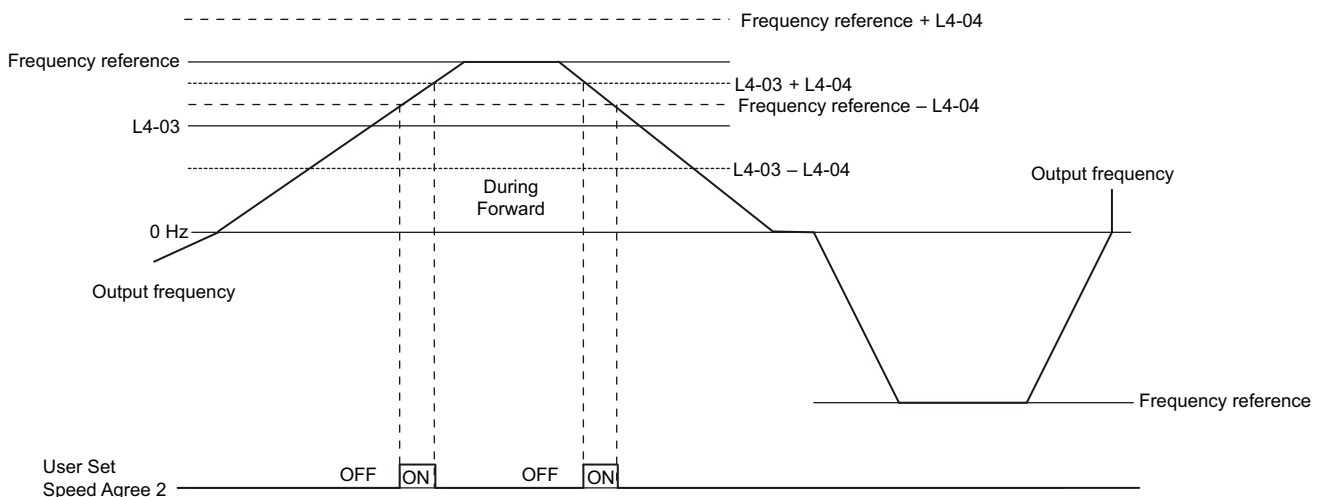 Frequency reference + L4-04
Frequency reference
L4-03 + L4-04
Frequency reference – L4-04
L4-03
L4-03 – L4-04
During
Forward
Output frequency
0 Hz
Output frequency
Frequency reference
User Set
Speed Agree 2
OFF
ON
OFF
ON